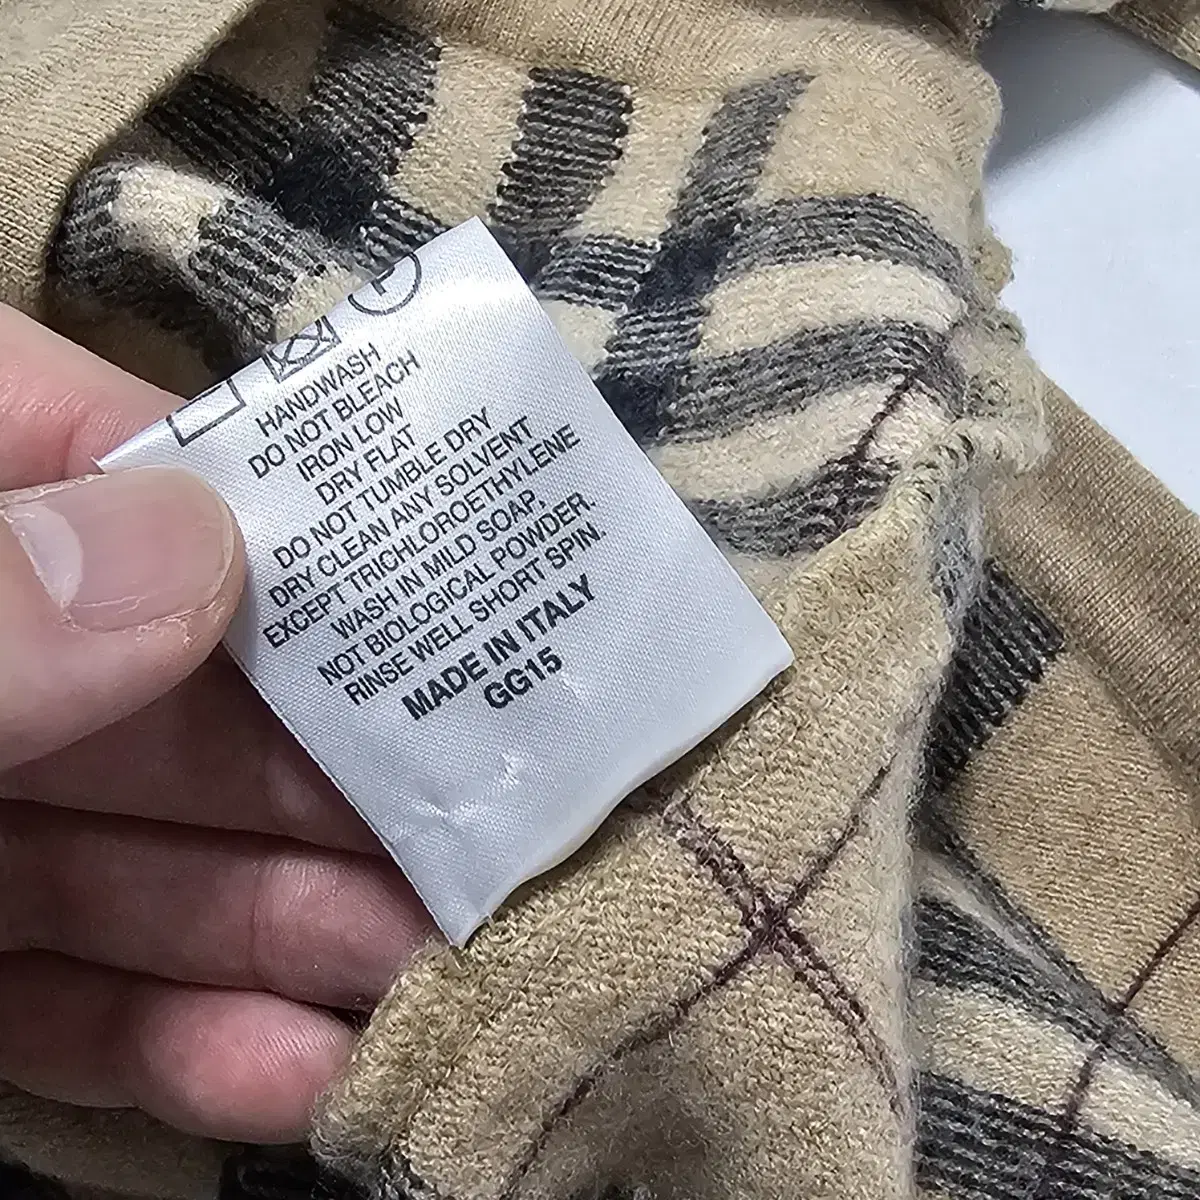 HANDWASH
DO NOT BLEACH
IRON LOW
DRY FLAT
DO NOT TUMBLE DRY
DRY CLEAN ANY SOLVENT
EXCEPT TRICHLOROETHYLENE
WASH IN MILD SOAP,
NOT BIOLOGICAL POWDER.
RINSE WELL SHORT SPIN.
MADE IN ITALY
GG15